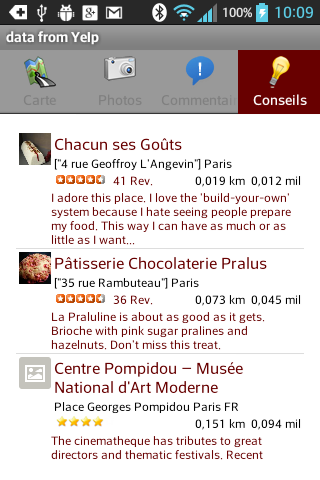 100% 10:09
data from Yelp
Carte Photos Commentair Conseils
Chacun ses Goûts
["4 rue Geoffroy L'Angevin"] Paris
41 Rev. 0,019 km 0,012 mil
I adore this place. I love the 'build-your-own'
system because I hate seeing people prepare
my food. This way I can have as much or as
little as I want...
Pâtisserie Chocolaterie Pralus
["35 rue Rambuteau"] Paris
36 Rev. 0,073 km 0,045 mil
La Praluline is about as good as it gets.
Brioche with pink sugar pralines and
hazelnuts. Don't miss this treat.
Centre Pompidou – Musée
National d'Art Moderne
Place Georges Pompidou Paris FR
0,151 km 0,094 mil
The cinematheque has tributes to great
directors and thematic festivals. Recent